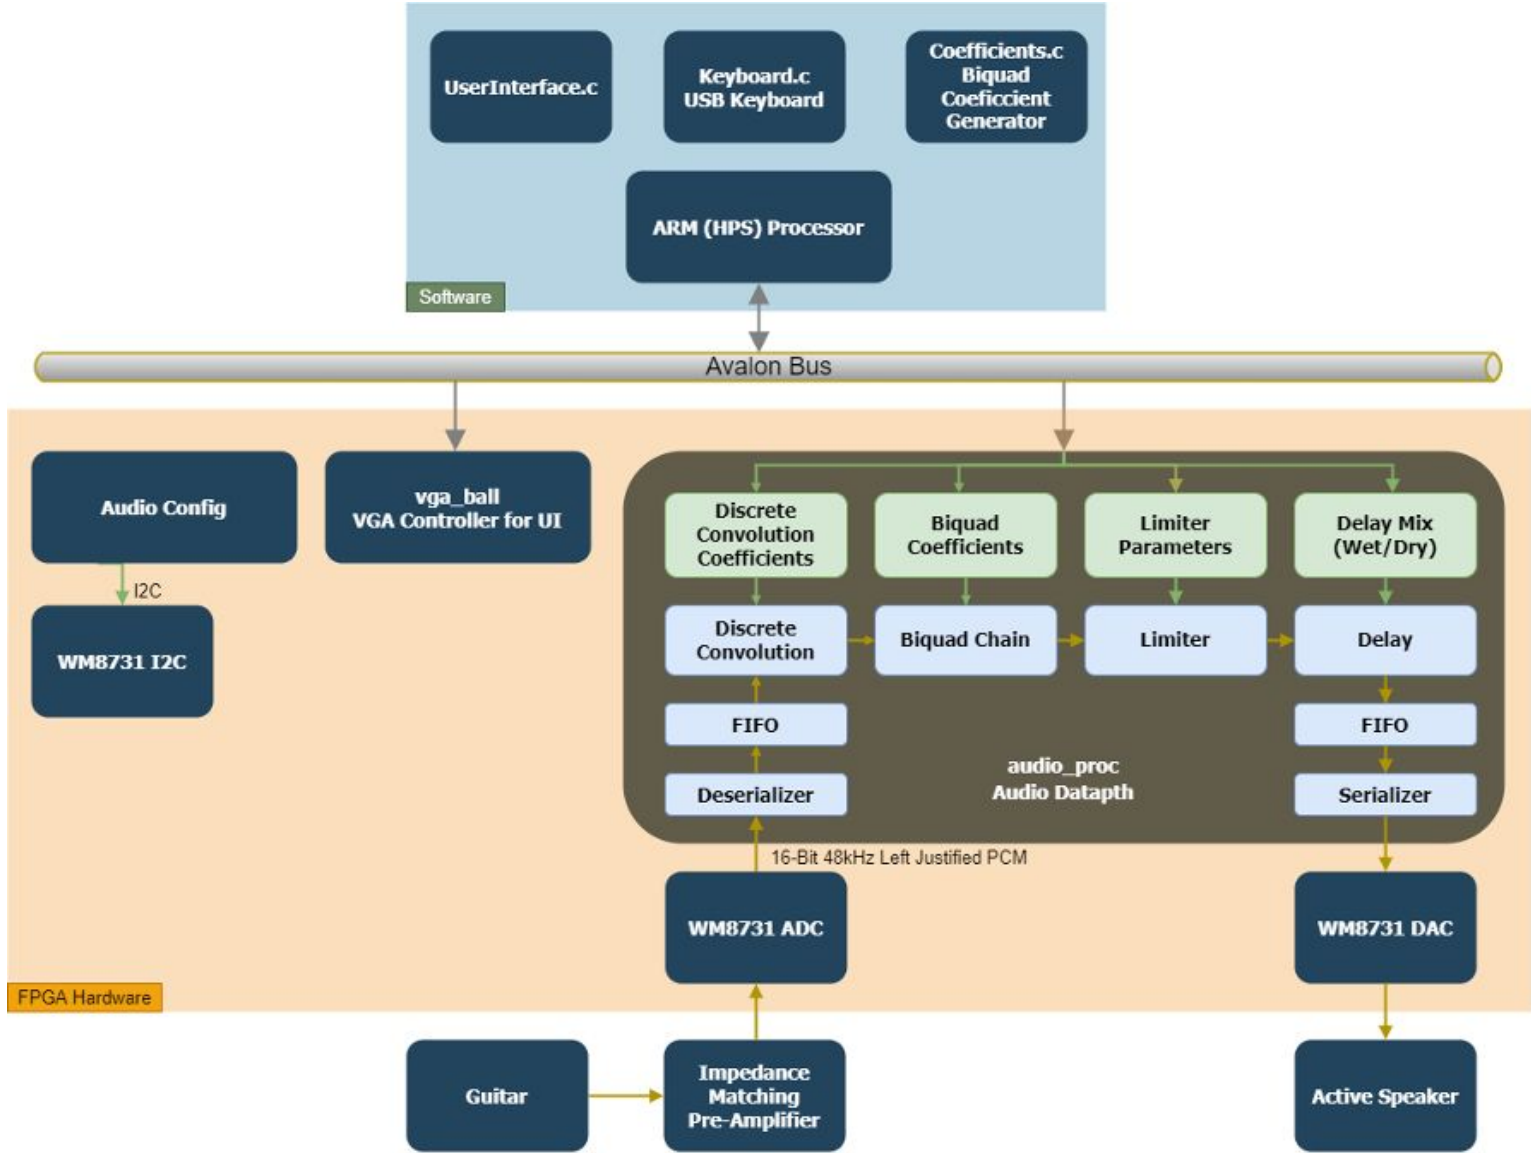 UserInterface.c
Keyboard.c
USB Keyboard
Coefficients.c
Biquad
Coeficcient
Generator
ARM (HPS) Processor
Software
Avalon Bus
Audio Config
vga_ball
VGA Controller for UI
I2C
WM8731 I2C
Discrete
Convolution
Coefficients
Biquad
Coefficients
Limiter
Parameters
Delay Mix
(Wet/Dry)
Discrete
Convolution
Biquad Chain
Limiter
Delay
FIFO
FIFO
audio_proc
Audio Datapth
Deserializer
Serializer
16-Bit 48kHz Left Justified PCM
WM8731 ADC
WM8731 DAC
FPGA Hardware
Guitar
Impedance
Matching
Pre-Amplifier
Active Speaker